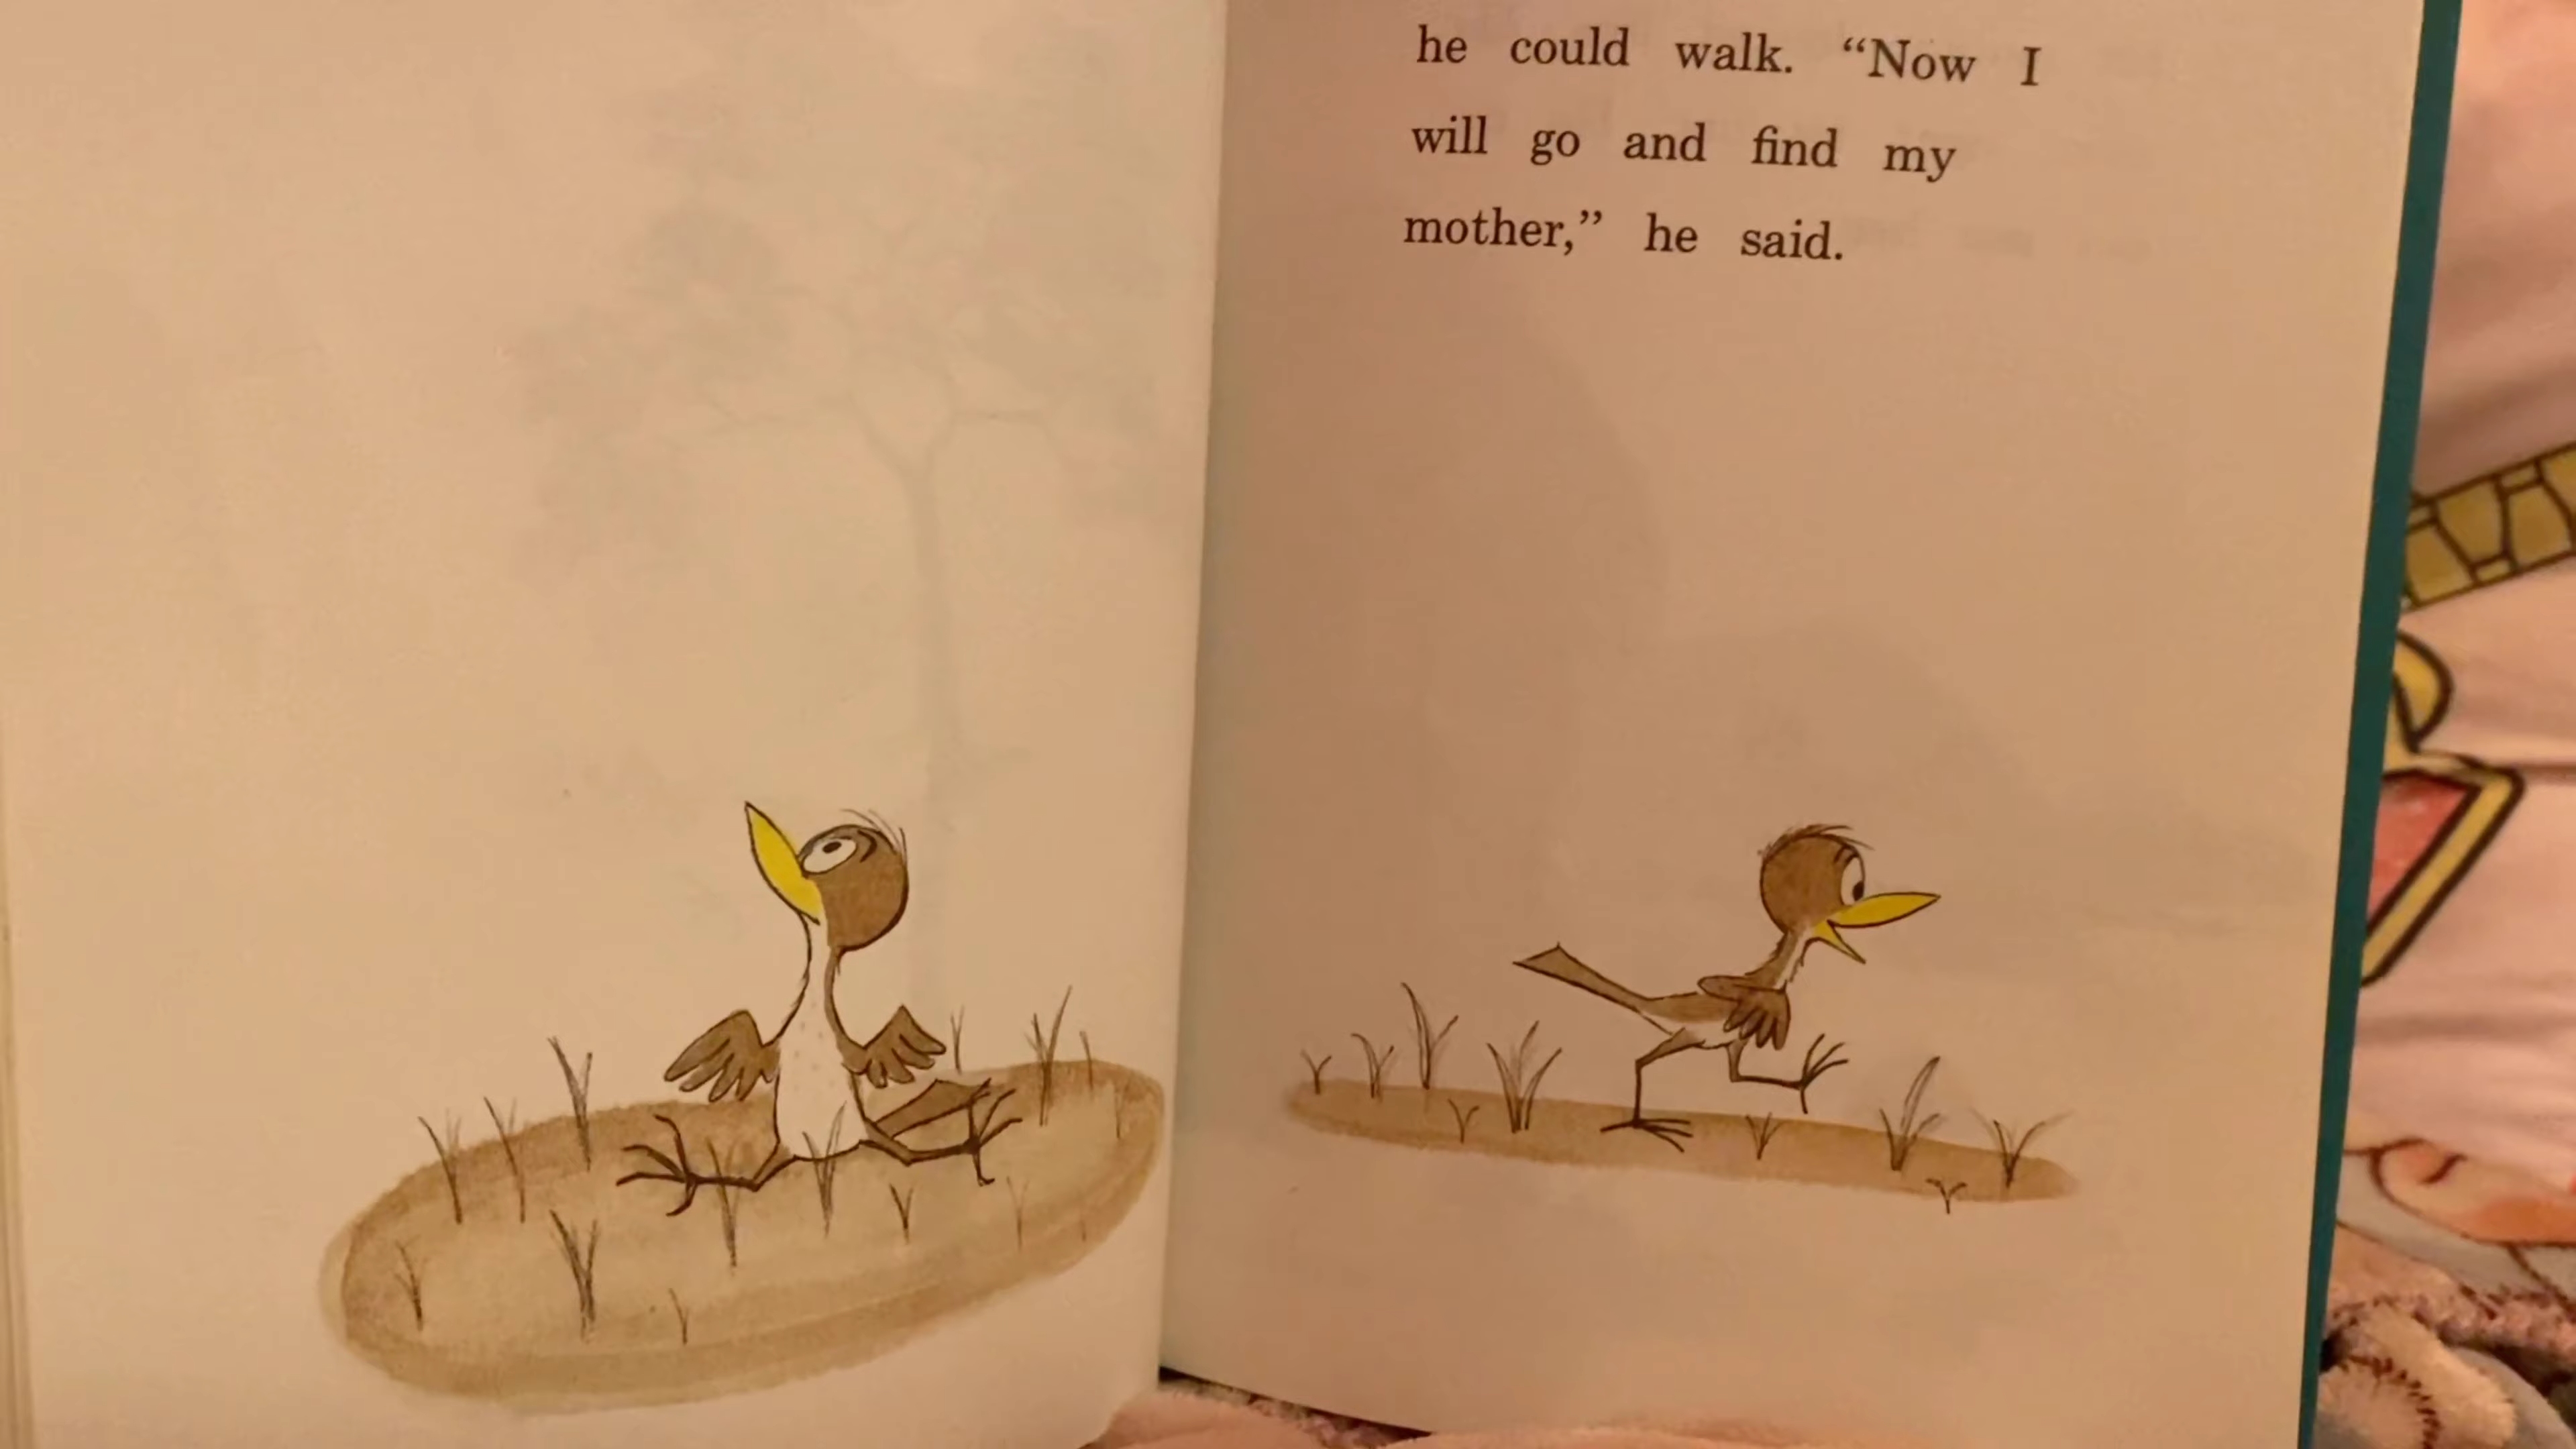 he could walk. “Now I
will go and find my
mother,” he said.